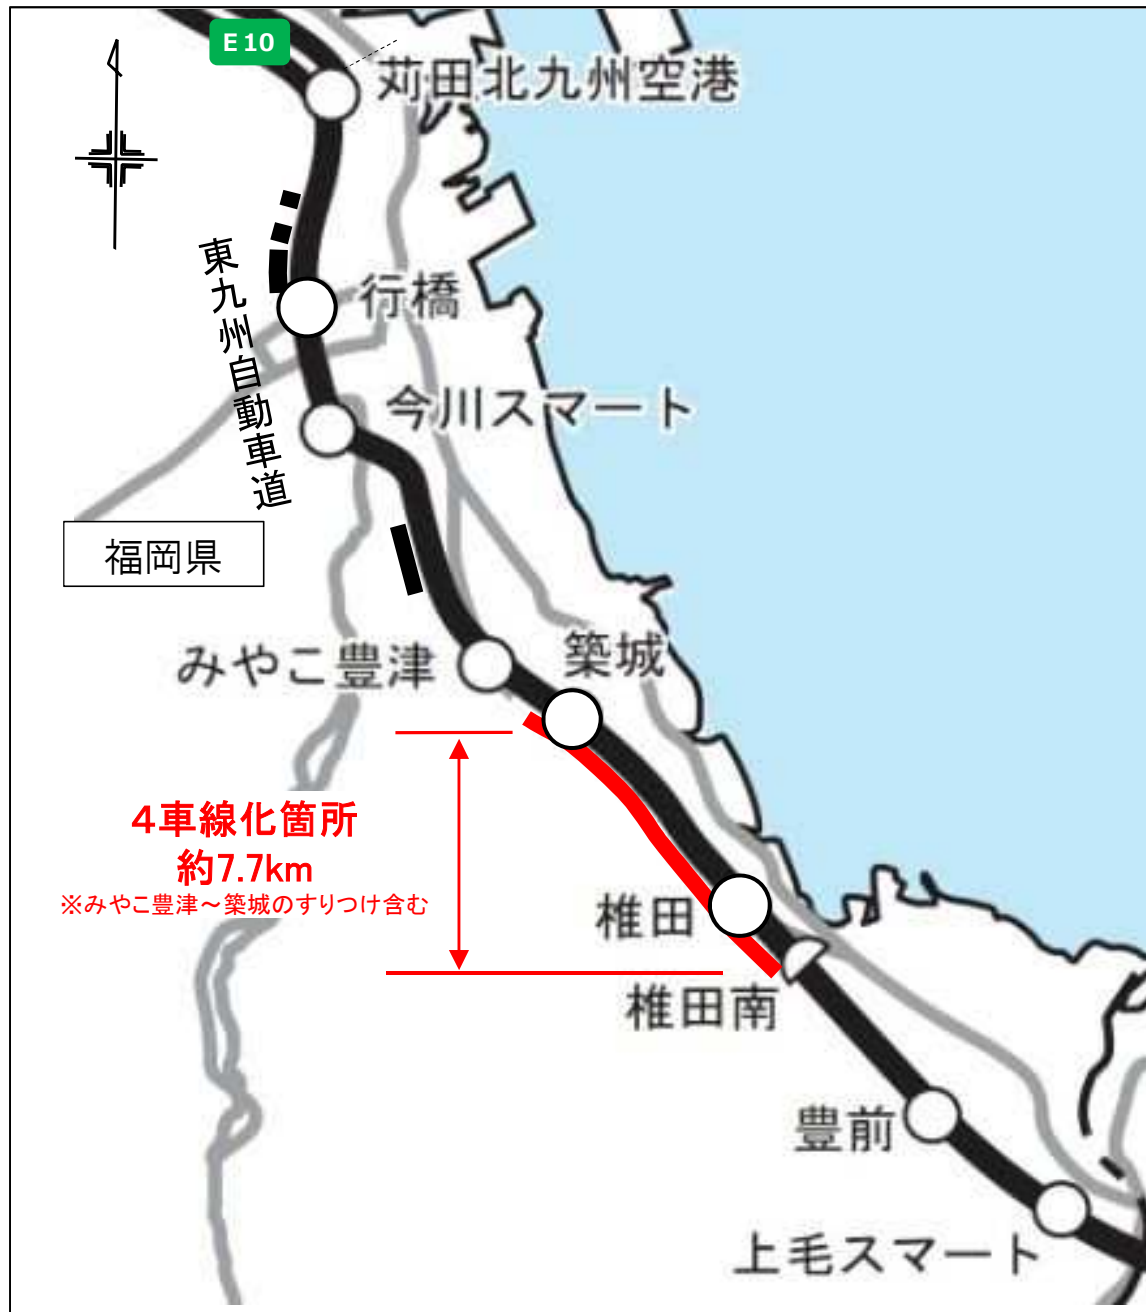 E10
苅田北九州空港
東九州自動車道
行橋
今川スマート
福岡県
みやこ豊津
築城
4車線化箇所
約7.7km
※みやこ豊津～築城のすりつけ含む
椎田
椎田南
豊前
上毛スマート